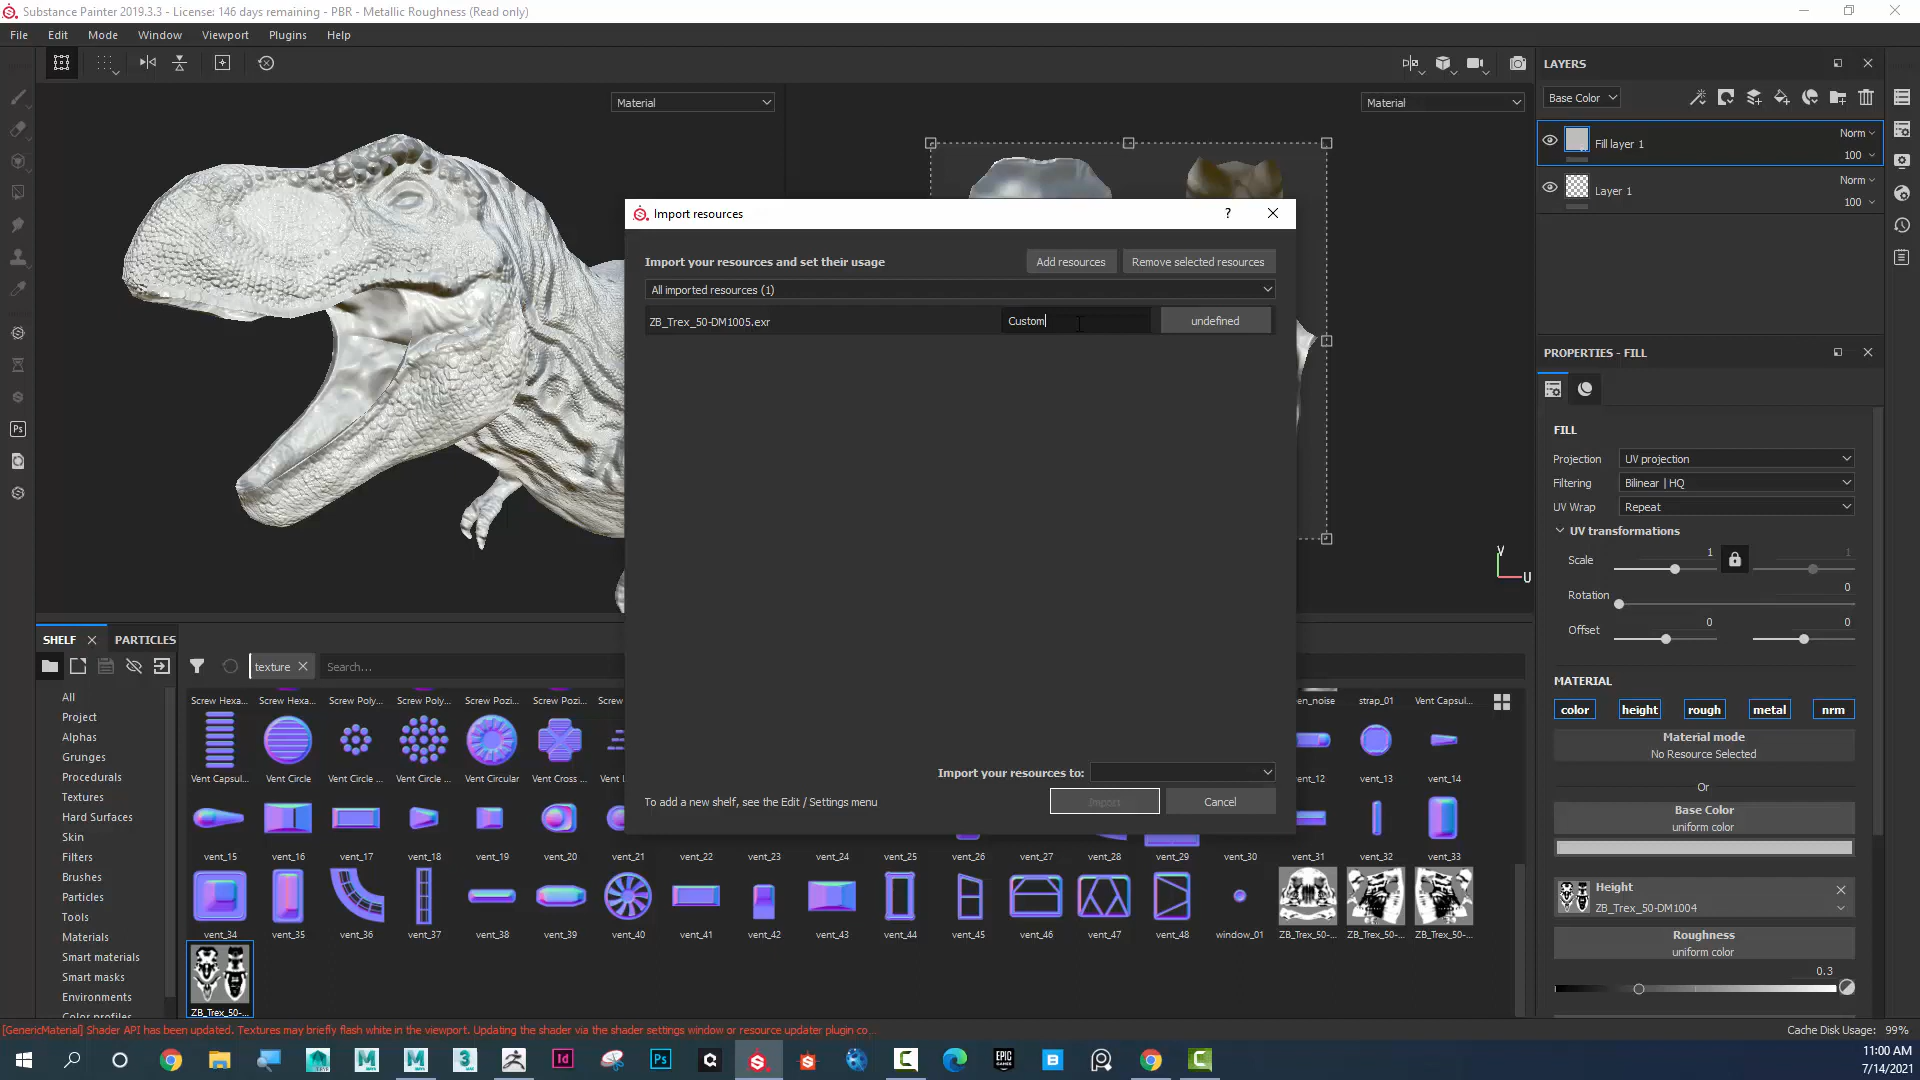 Substance Painter 2019.3.3 - License: 146 days remaining - PBR - Metallic Roughness (Read only)
File Edit Mode Window Viewport Plugins Help
Material
Material
LAYERS
Base Color
Fill layer 1
Norm
100
Layer 1
Norm
100
Import resources
?
Import your resources and set their usage
Add resources
Remove selected resources
All imported resources (1)
ZB_Trex_50-DM1005.exr
Custom
undefined
Import your resources to:
To add a new shelf, see the Edit / Settings menu
Import
Cancel
V
U
PROPERTIES - FILL
FILL
Projection UV projection
Filtering Bilinear | HQ
UV Wrap Repeat
UV transformations
Scale 1 1
Rotation 0
Offset 0 0
MATERIAL
color height rough metal nrm
Material mode
No Resource Selected
Or
Base Color
uniform color
Height
ZB_Trex_50-DM1004
Roughness
uniform color
0.3
SHELF PARTICLES
texture Search...
All
Project
Alphas
Grunges
Procedurals
Textures
Hard Surfaces
Skin
Filters
Brushes
Particles
Tools
Materials
Smart materials
Smart masks
Environments
Color profiles
Screw Hexa... Screw Hexa... Screw Poly... Screw Poly... Screw Pozi... Screw Pozi... Screw en_noise strap_01 Vent Capsul...
Vent Capsul... Vent Circle Vent Circle ... Vent Circle ... Vent Circular Vent Cross ... Vent L vent_12 vent_13 vent_14
vent_15 vent_16 vent_17 vent_18 vent_19 vent_20 vent_21 vent_22 vent_23 vent_24 vent_25 vent_26 vent_27 vent_28 vent_29 vent_30 vent_31 vent_32 vent_33
vent_34 vent_35 vent_36 vent_37 vent_38 vent_39 vent_40 vent_41 vent_42 vent_43 vent_44 vent_45 vent_46 vent_47 vent_48 window_01 ZB_Trex_50-... ZB_Trex_50-... ZB_Trex_50-...
ZB_Trex_50-...
[GenericMaterial] Shader API has been updated. Textures may briefly flash white in the viewport. Updating the shader via the shader settings window or resource updater plugin co...
Cache Disk Usage: 99%
11:00 AM
7/14/2021